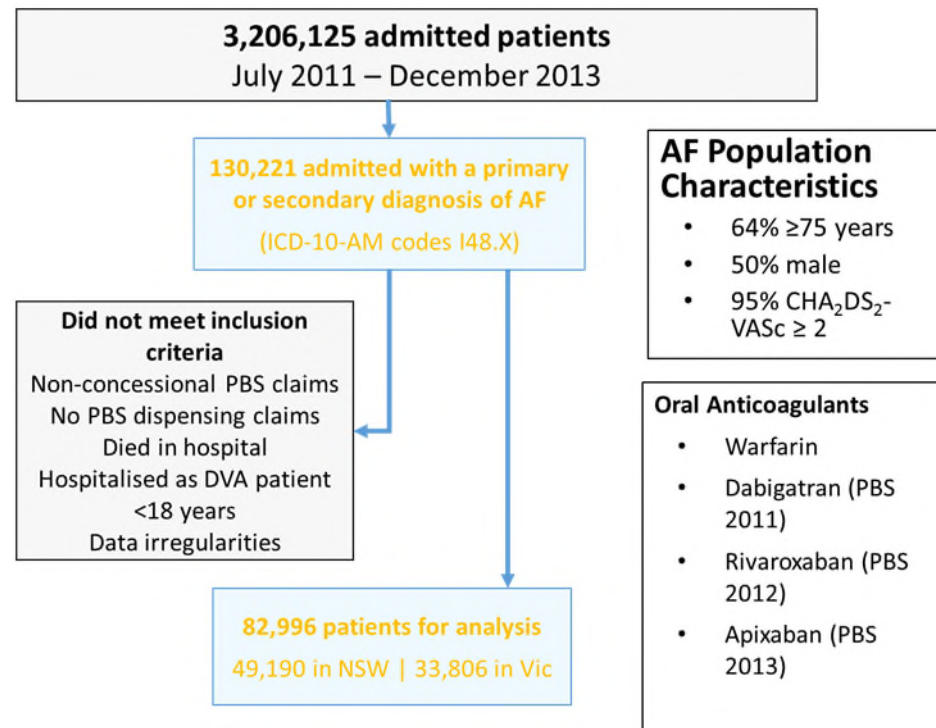 3,206,125 admitted patients
July 2011 – December 2013
130,221 admitted with a primary
or secondary diagnosis of AF
(ICD-10-AM codes I48.X)
Did not meet inclusion
criteria
Non-concessional PBS claims
No PBS dispensing claims
Died in hospital
Hospitalised as DVA patient
<18 years
Data irregularities
82,996 patients for analysis
49,190 in NSW | 33,806 in Vic
AF Population
Characteristics
• 64% ≥75 years
• 50% male
• 95% CHA₂DS₂-
VASc ≥ 2
Oral Anticoagulants
• Warfarin
• Dabigatran (PBS
2011)
• Rivaroxaban (PBS
2012)
• Apixaban (PBS
2013)